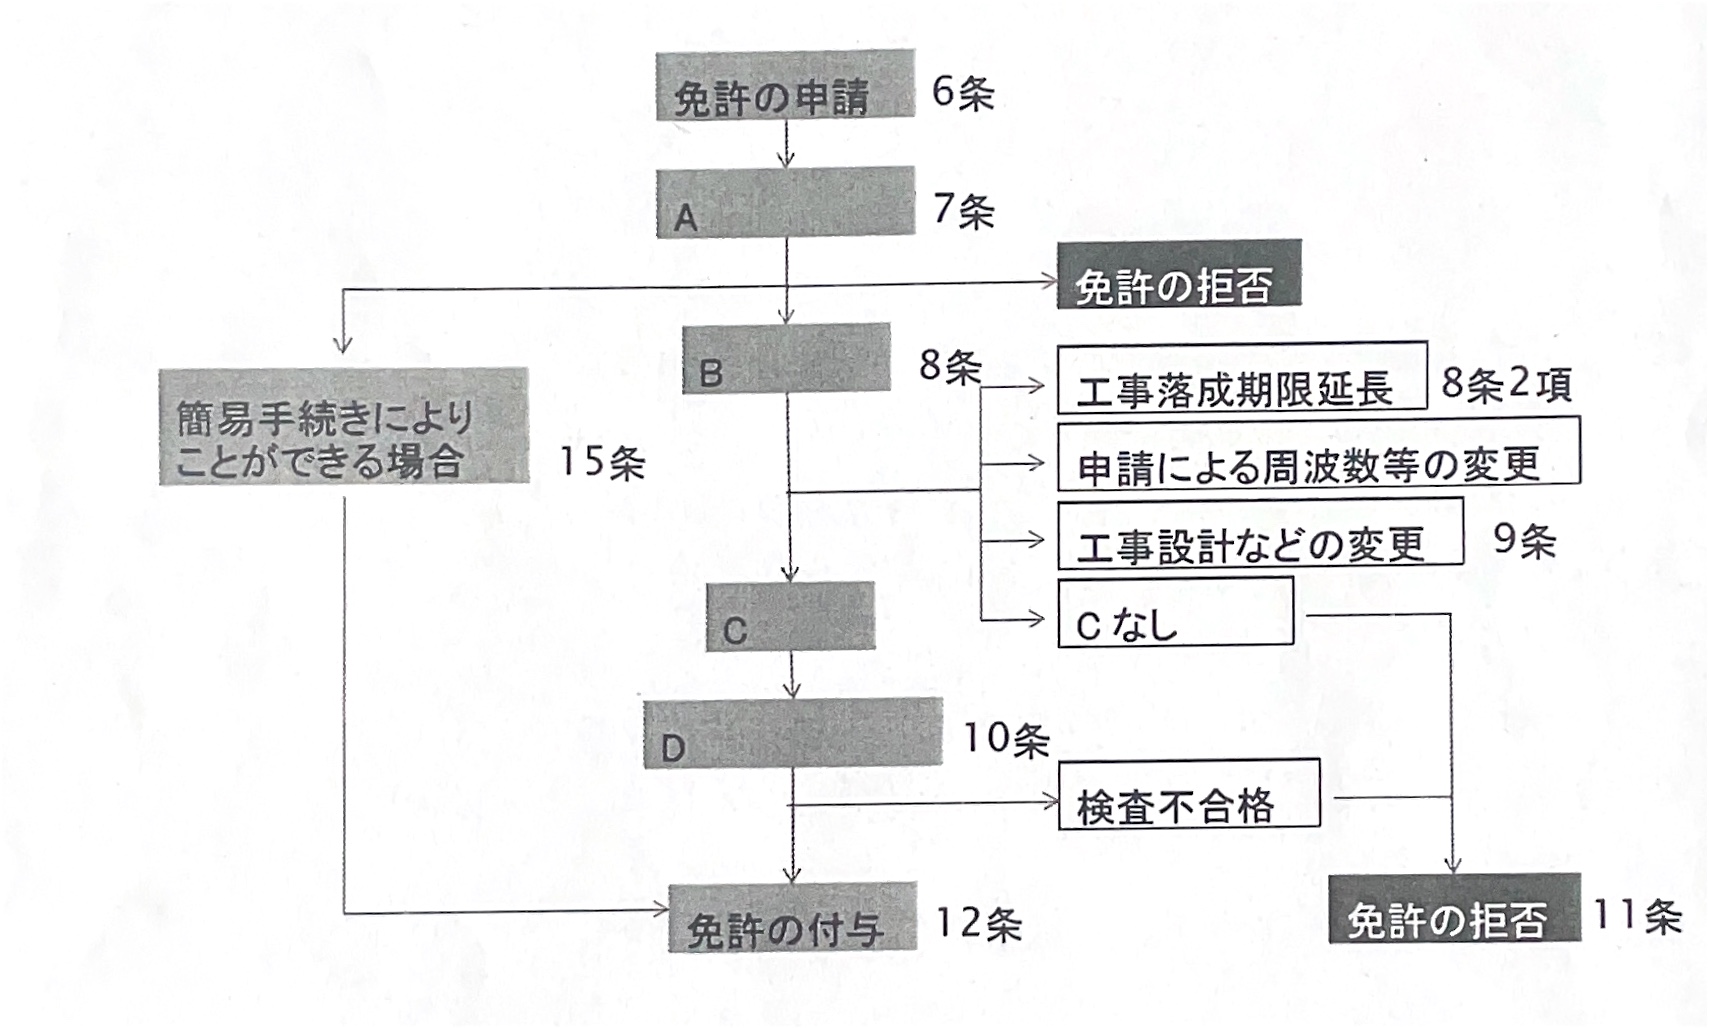 免許の申請 6条
A 7条
免許の拒否
B 8条
工事落成期限延長 8条2項
簡易手続きにより
ことができる場合
15条
申請による周波数等の変更
工事設計などの変更 9条
C
Cなし
D 10条
検査不合格
免許の付与 12条
免許の拒否 11条